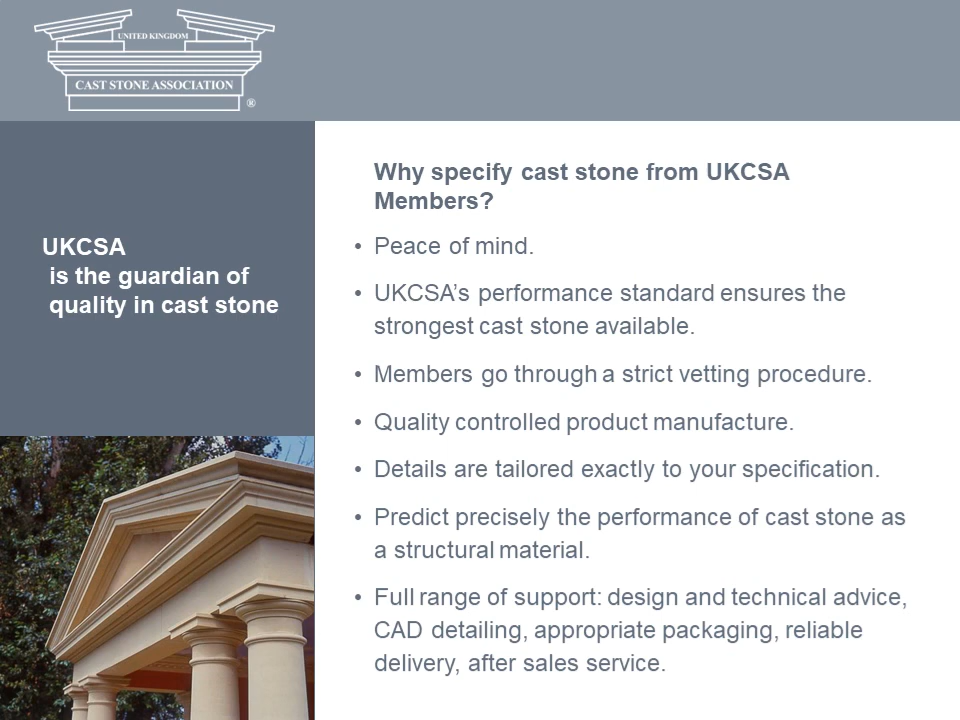 UNITED KINGDOM
CAST STONE ASSOCIATION
®
UKCSA
is the guardian of
quality in cast stone
Why specify cast stone from UKCSA
Members?
• Peace of mind.
• UKCSA’s performance standard ensures the
strongest cast stone available.
• Members go through a strict vetting procedure.
• Quality controlled product manufacture.
• Details are tailored exactly to your specification.
• Predict precisely the performance of cast stone as
a structural material.
• Full range of support: design and technical advice,
CAD detailing, appropriate packaging, reliable
delivery, after sales service.